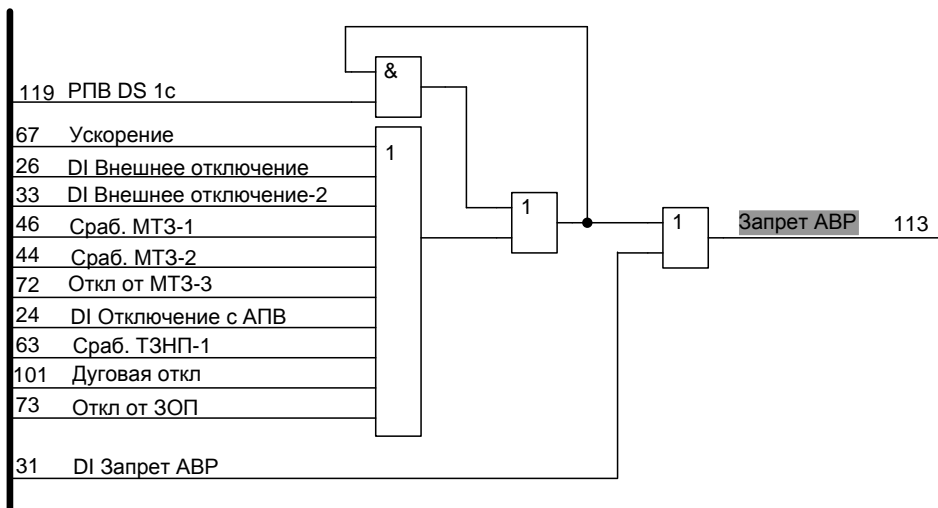 &
119 РПВ DS 1с
67 Ускорение
1
26 DI Внешнее отключение
33 DI Внешнее отключение-2
1
46 Сраб. МТЗ-1
1
Запрет АВР 113
44 Сраб. МТЗ-2
72 Откл от МТЗ-3
24 DI Отключение с АПВ
63 Сраб. ТЗНП-1
101 Дуговая откл
73 Откл от ЗОП
31 DI Запрет АВР